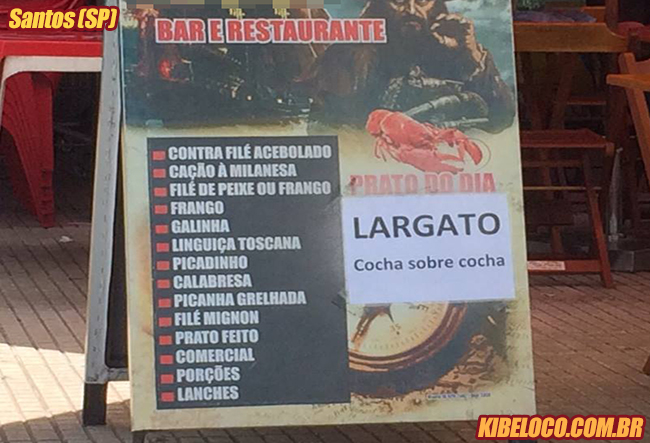 Santos (SP)
BAR E RESTAURANTE
CONTRA FILÉ ACEBOLADO
CAÇÃO À MILANESA
FILÉ DE PEIXE OU FRANGO
FRANGO
GALINHA
LINGUIÇA TOSCANA
PICADINHO
CALABRESA
PICANHA GRELHADA
FILÉ MIGNON
PRATO FEITO
COMERCIAL
PORÇÕES
LANCHES
PRATO DO DIA
LARGATO
Cocha sobre cocha
KIBELOCO.COM.BR